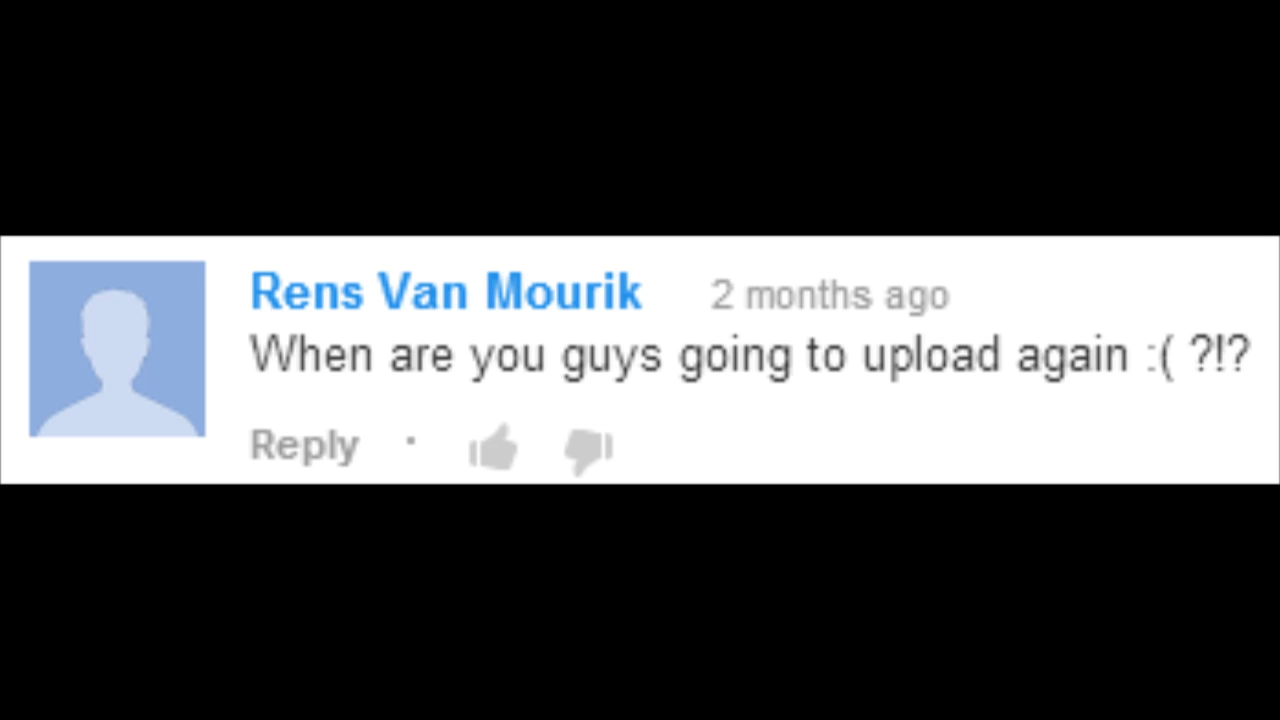 Rens Van Mourik 2 months ago
When are you guys going to upload again :( ?!?
Reply ·